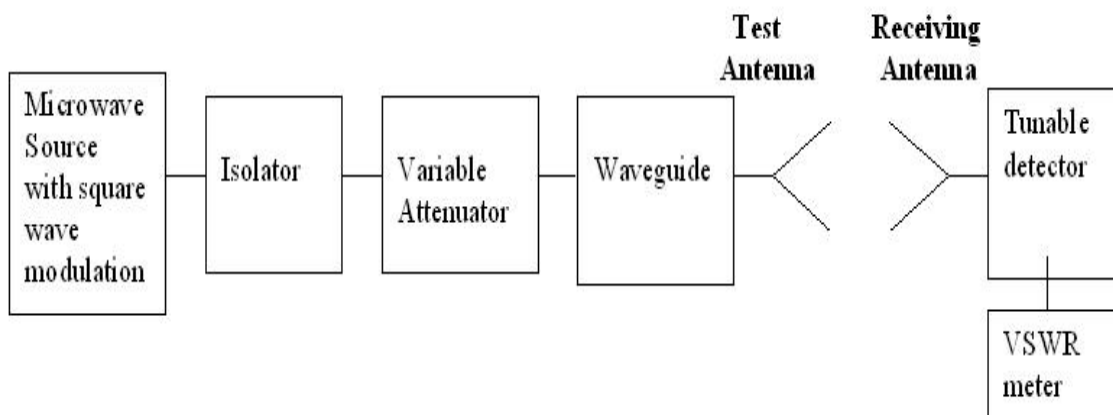 Test
Antenna
Receiving
Antenna
Microwave
Source
with square
wave
modulation
Isolator
Variable
Attenuator
Waveguide
Tunable
detector
VSWR
meter